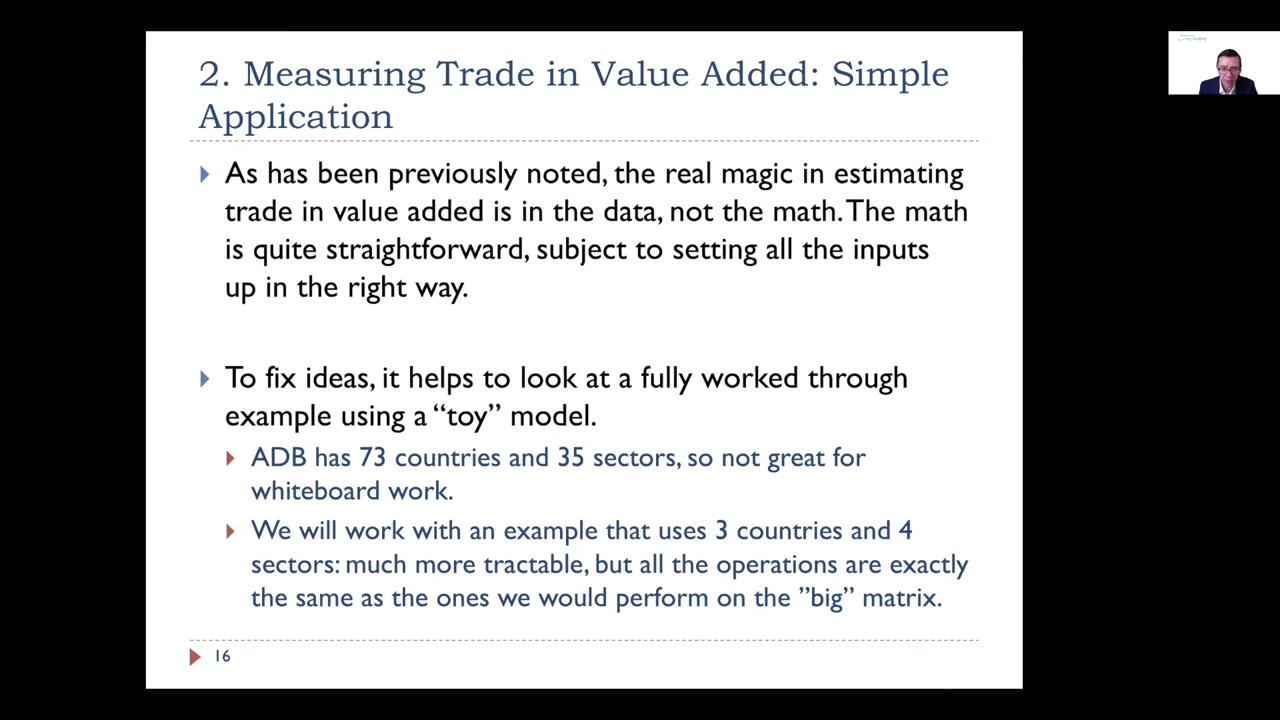 2. Measuring Trade in Value Added: Simple
Application
As has been previously noted, the real magic in estimating
trade in value added is in the data, not the math. The math
is quite straightforward, subject to setting all the inputs
up in the right way.
To fix ideas, it helps to look at a fully worked through
example using a “toy” model.
ADB has 73 countries and 35 sectors, so not great for
whiteboard work.
We will work with an example that uses 3 countries and 4
sectors: much more tractable, but all the operations are exactly
the same as the ones we would perform on the ”big” matrix.
16